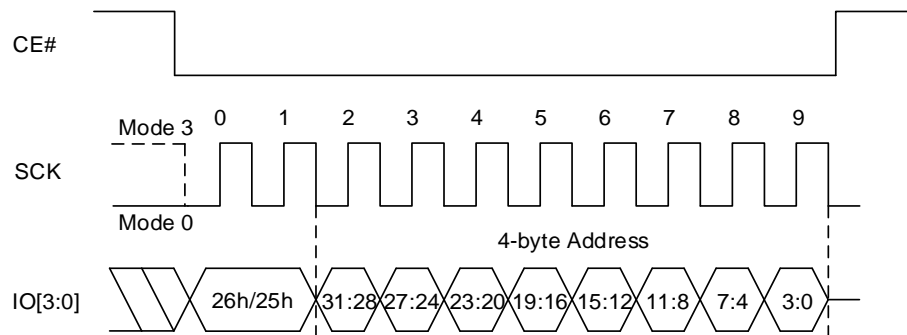 CE#
0 1 2 3 4 5 6 7 8 9
Mode 3
SCK
Mode 0
4-byte Address
IO[3:0] 26h/25h 31:28 27:24 23:20 19:16 15:12 11:8 7:4 3:0